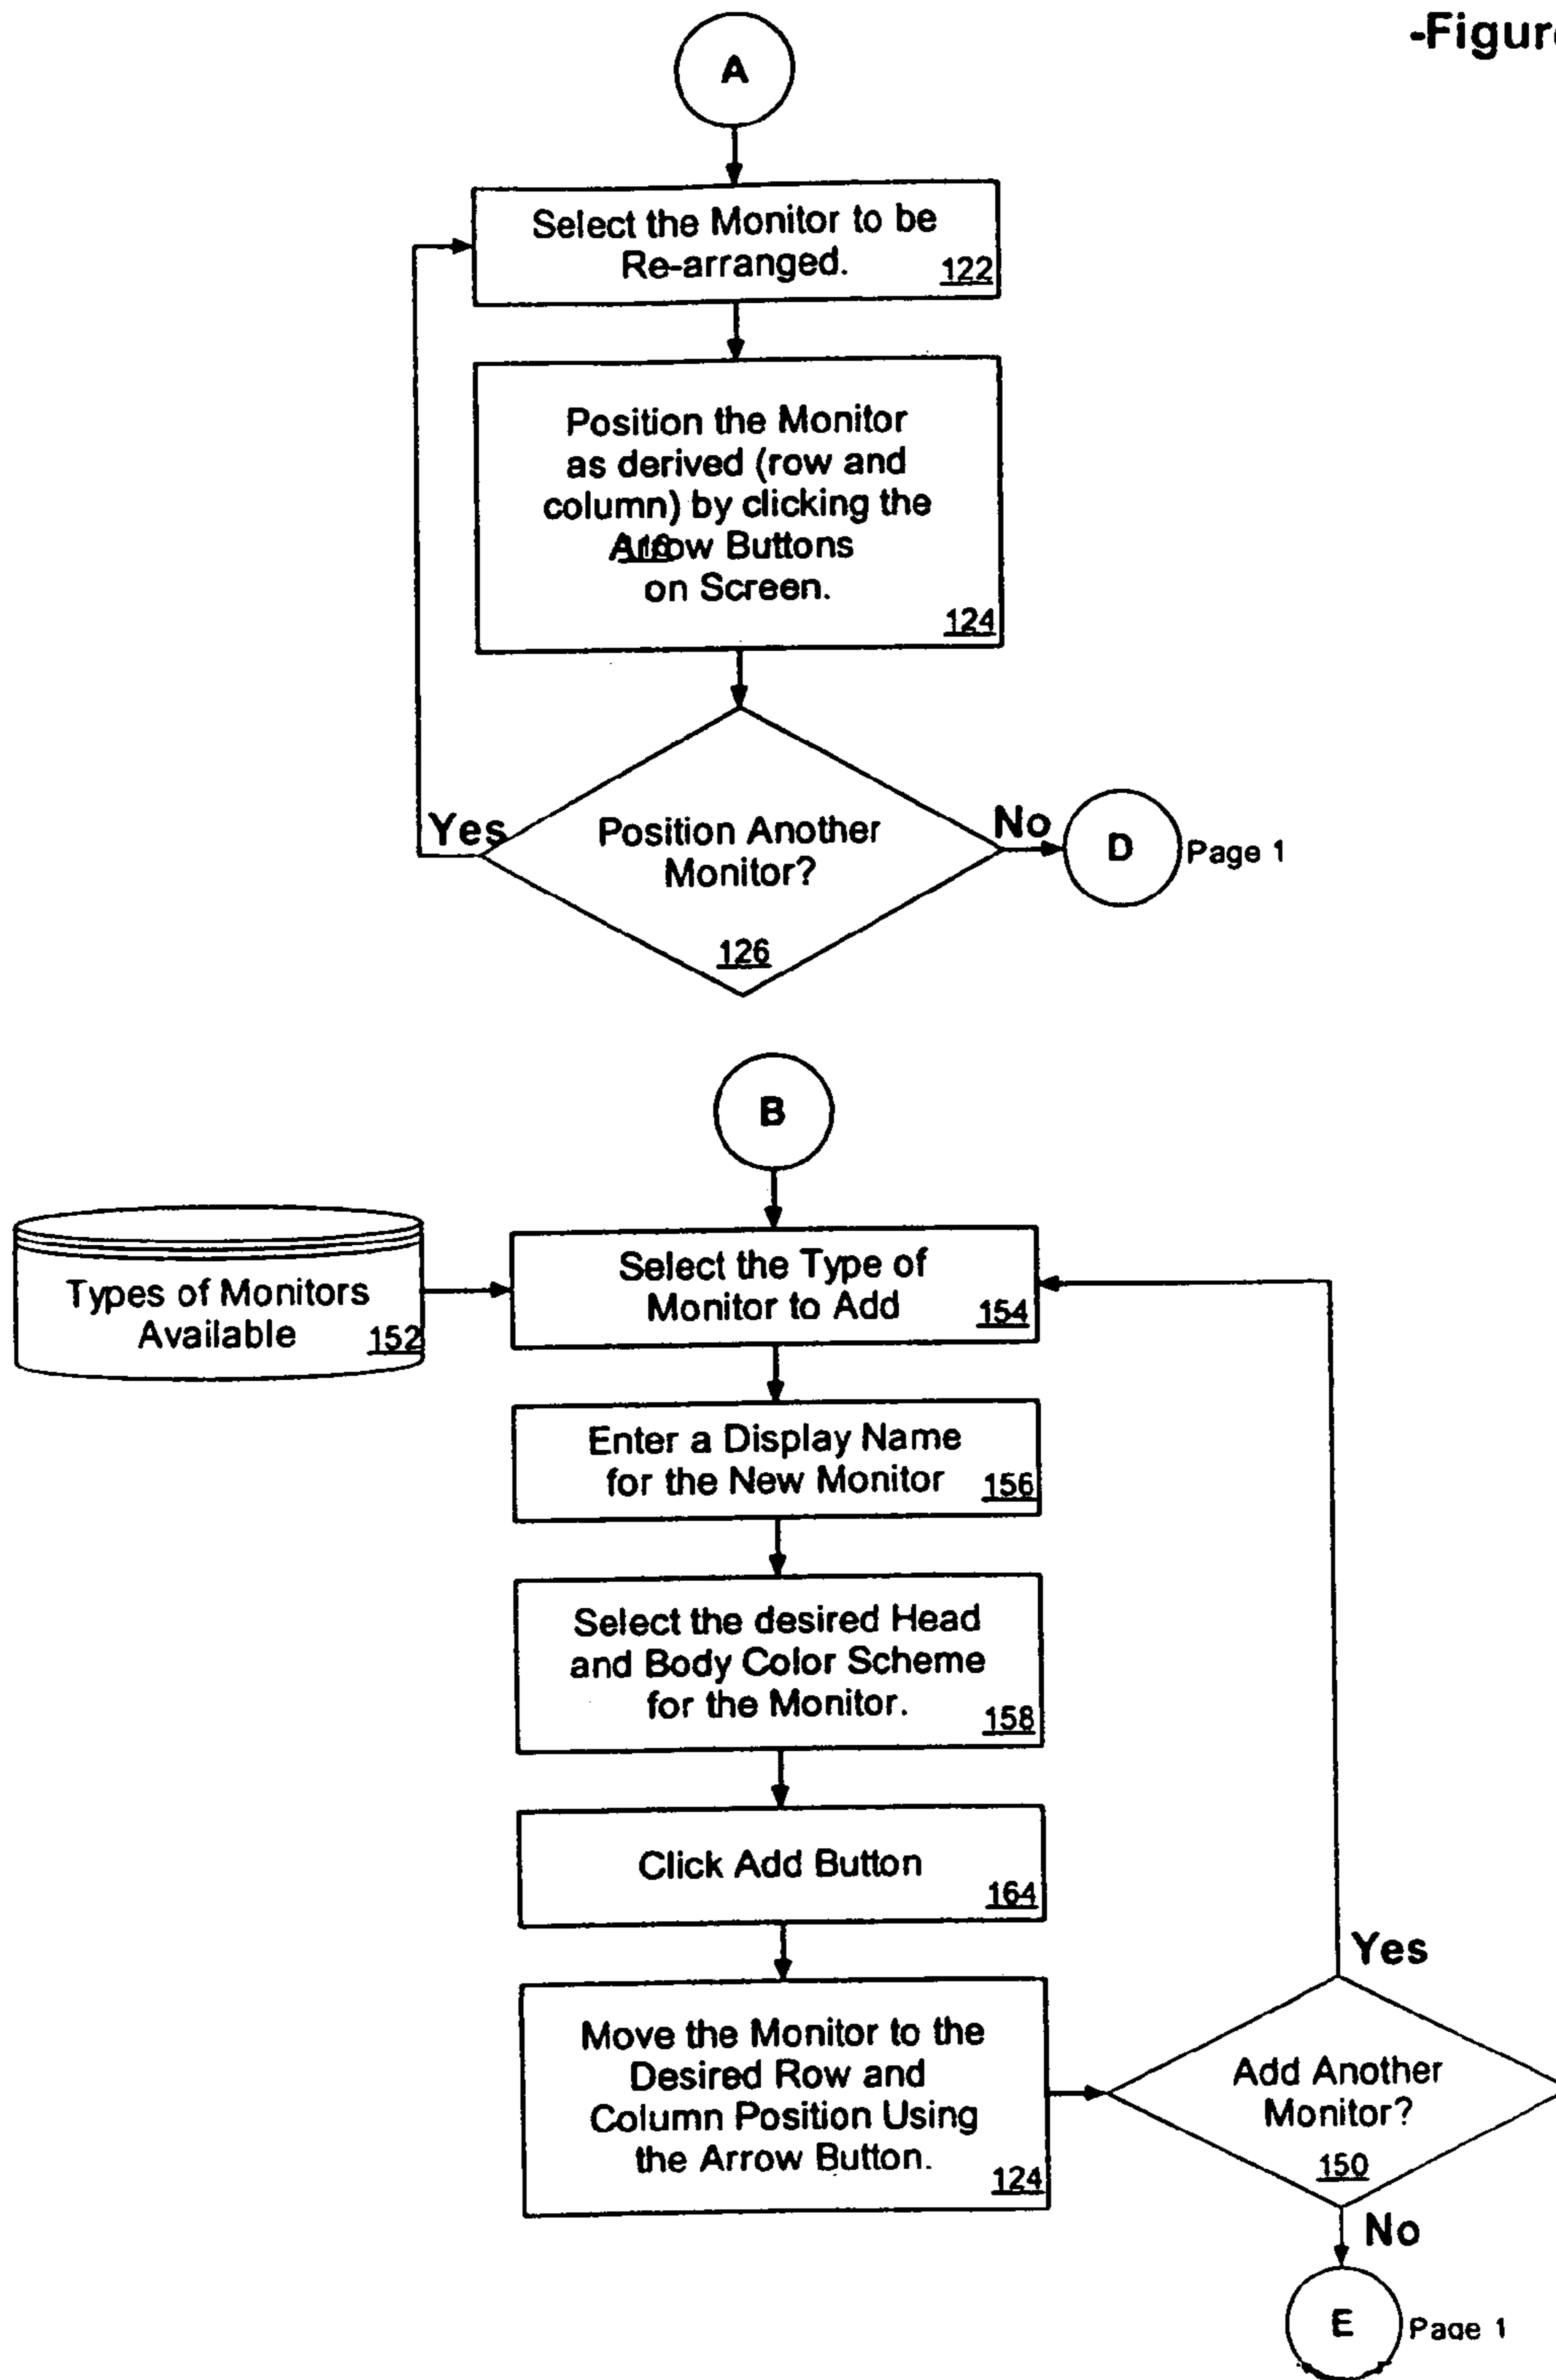 -Figure
A
Select the Monitor to be
Re-arranged.
122
Position the Monitor
as derived (row and
column) by clicking the
Arrow Buttons
on Screen.
124
Position Another
Monitor?
126
Yes
No
D
Page 1
B
Types of Monitors
Available
152
Select the Type of
Monitor to Add
154
Enter a Display Name
for the New Monitor
156
Select the desired Head
and Body Color Scheme
for the Monitor.
158
Click Add Button
164
Move the Monitor to the
Desired Row and
Column Position Using
the Arrow Button.
124
Yes
Add Another
Monitor?
150
No
E
Page 1